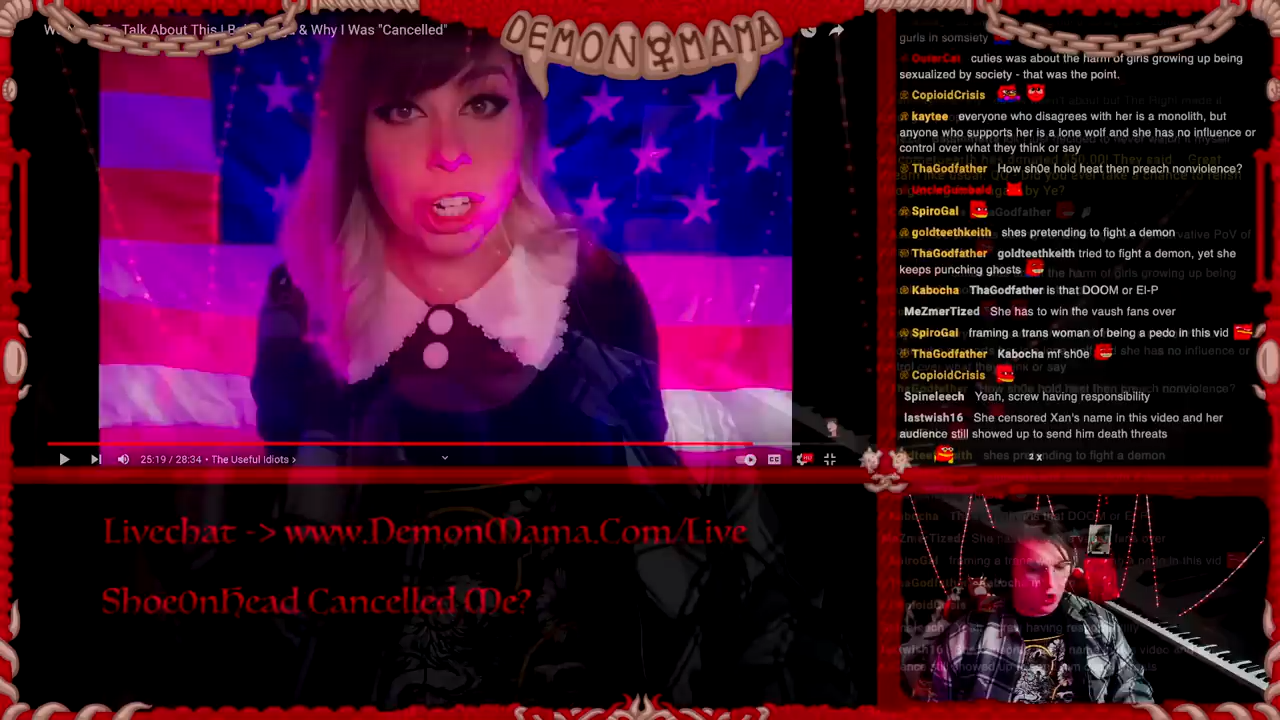 Talk About This
& Why I Was "Cancelled"
DEMON MAMA
gurls in somsiety
OuterCat cuties was about the harm of girls growing up being
sexualized by society - that was the point.
CopioidCrisis
kaytee everyone who disagrees with her is a monolith, but
anyone who supports her is a lone wolf and she has no influence or
control over what they think or say
ThaGodfather How sh0e hold heat then preach nonviolence?
UncleGumbald
SpiroGal
goldteethkeith shes pretending to fight a demon
ThaGodfather goldteethkeith tried to fight a demon, yet she
keeps punching ghosts
Kabocha ThaGodfather is that DOOM or El-P
MeZmerTized She has to win the vaush fans over
SpiroGal framing a trans woman of being a pedo in this vid
ThaGodfather Kabocha mf sh0e
CopioidCrisis
Spineleech Yeah, screw having responsibility
lastwish16 She censored Xan's name in this video and her
audience still showed up to send him death threats
2x
25:19 / 28:34 • The Useful Idiots >
CC
Livechat -> www.DemonMama.Com/Live
Shoe0nHead Cancelled Me?